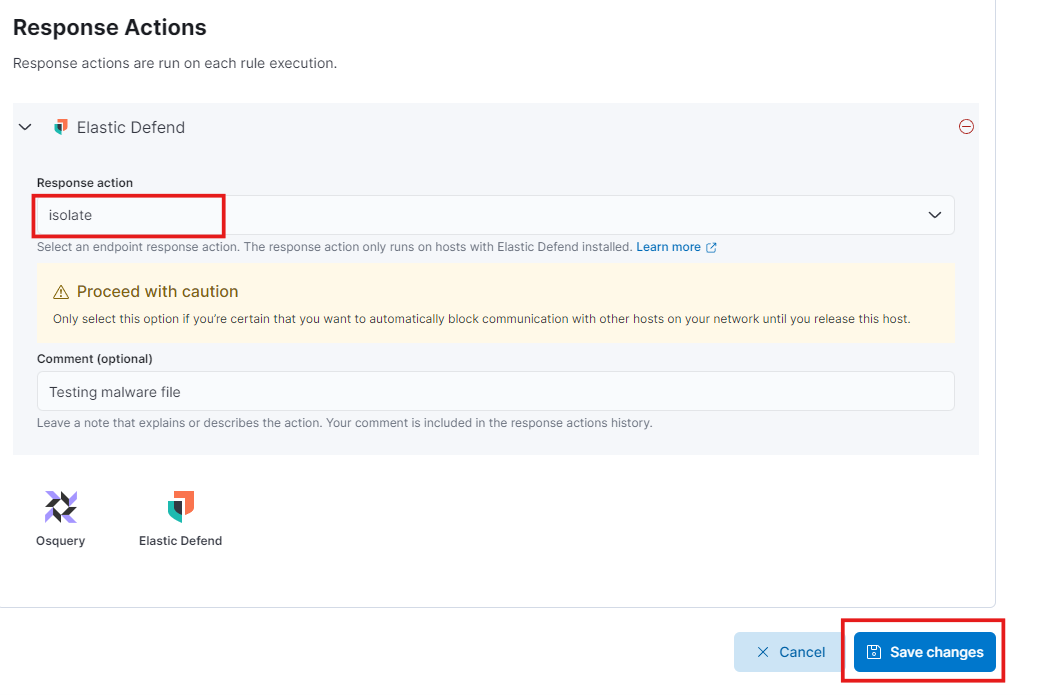 Response Actions
Response actions are run on each rule execution.
Elastic Defend
Response action
isolate
Select an endpoint response action. The response action only runs on hosts with Elastic Defend installed. Learn more
Proceed with caution
Only select this option if you're certain that you want to automatically block communication with other hosts on your network until you release this host.
Comment (optional)
Testing malware file
Leave a note that explains or describes the action. Your comment is included in the response actions history.
Osquery Elastic Defend
Cancel Save changes